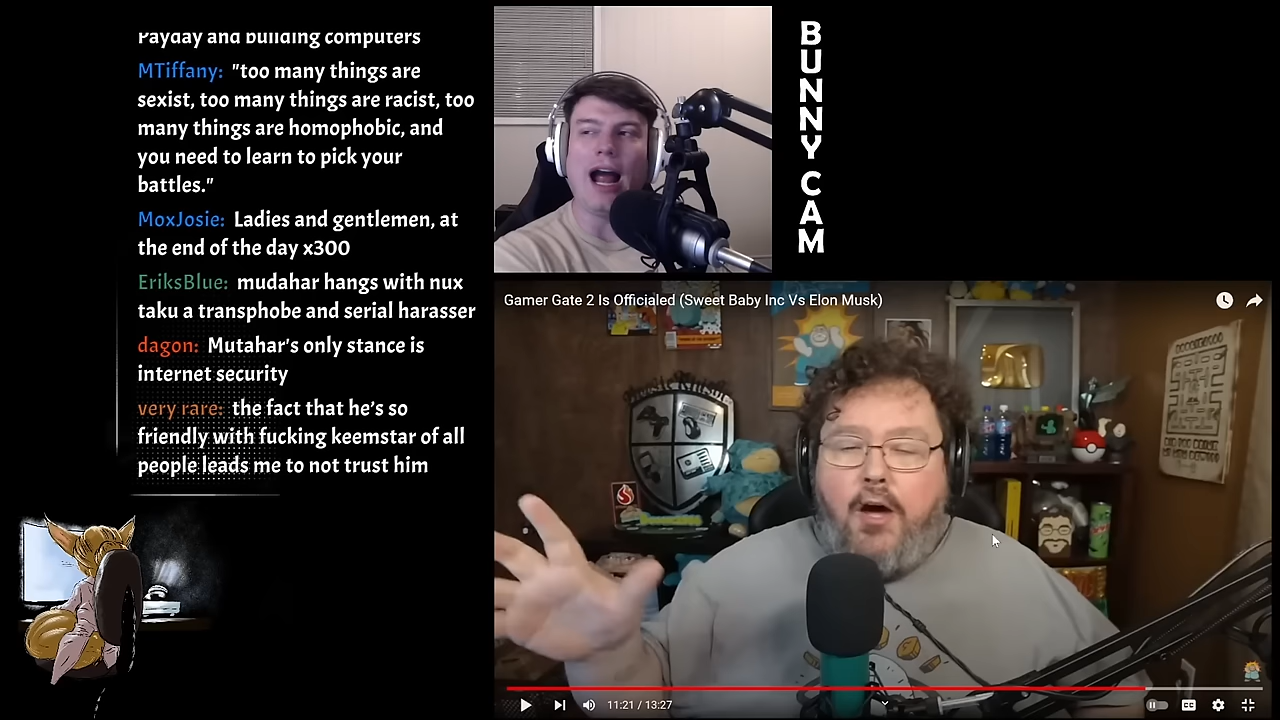 Payday and building computers
MTiffany: "too many things are
sexist, too many things are racist, too
many things are homophobic, and
you need to learn to pick your
battles."
MoxJosie: Ladies and gentlemen, at
the end of the day x300
EriksBlue: mudahar hangs with nux
taku a transphobe and serial harasser
dagon: Mutahar's only stance is
internet security
very rare: the fact that he's so
friendly with fucking keemstar of all
people leads me to not trust him
BUNNY CAM
Gamer Gate 2 Is Officialed (Sweet Baby Inc Vs Elon Musk)
11:21 / 13:27
CC